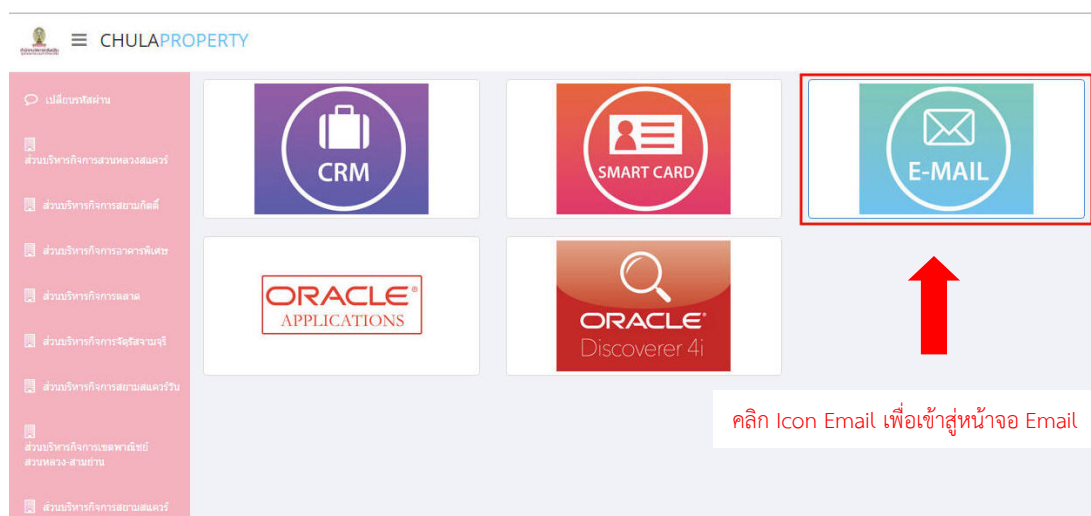 CHULAPROPERTY
เปลี่ยนรหัสผ่าน
ส่วนบริหารกิจการสวนหลวงสแควร์
ส่วนบริหารกิจการสยามกิตติ์
ส่วนบริหารกิจการอาคารพิเศษ
ส่วนบริหารกิจการตลาด
ส่วนบริหารกิจการจัตุรัสจามจุรี
ส่วนบริหารกิจการสยามสแควร์วัน
ส่วนบริหารกิจการเขตพาณิชย์
สวนหลวง-สามย่าน
ส่วนบริหารกิจการสยามสแควร์
CRM
SMART CARD
E-MAIL
ORACLE®
APPLICATIONS
ORACLE®
Discoverer 4i
คลิก Icon Email เพื่อเข้าสู่หน้าจอ Email